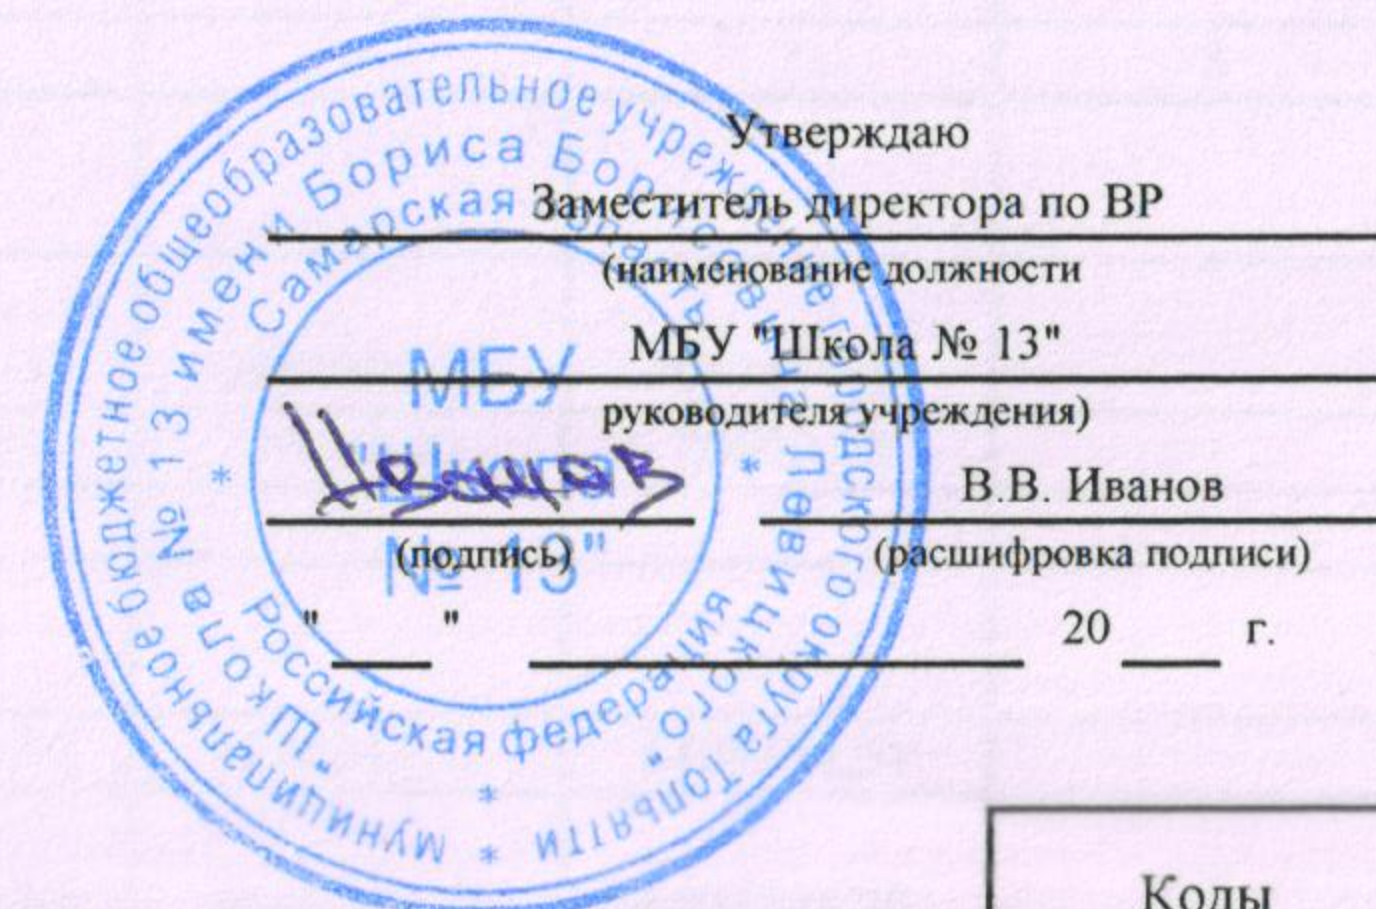 Утверждаю
Заместитель директора по ВР
(наименование должности
МБУ "Школа № 13"
руководителя учреждения)
В.В. Иванов
(подпись) (расшифровка подписи)
" " 20 г.
Коды
Муниципальное бюджетное общеобразовательное учреждение городского округа Тольятти
"Школа № 13 имени Бориса Борисовича Левицкого"
Самарская область
Российская федерация
МБУ
"Школа
№ 13"